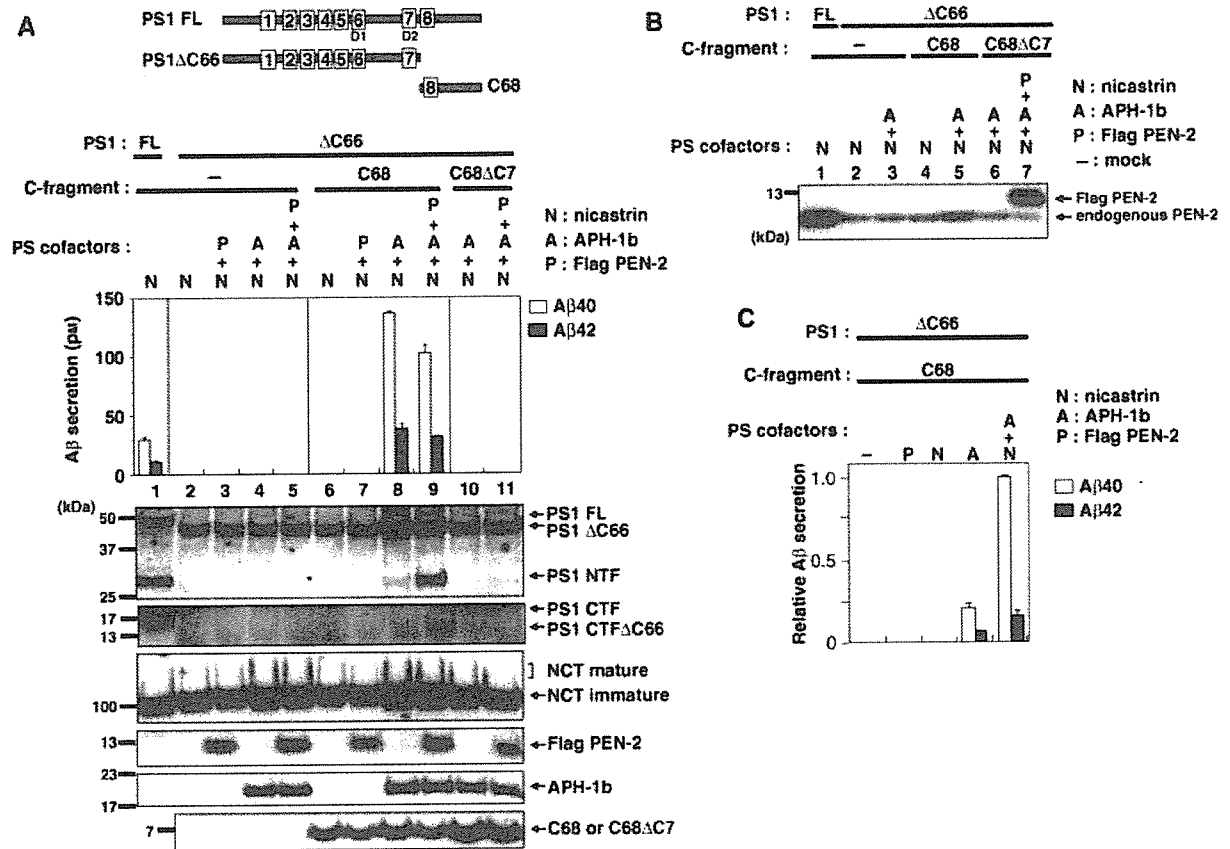 A
PS1 FL
1 2 3 4 5 6 7 8
D1 D2
PS1ΔC66
1 2 3 4 5 6 7
8 C68
PS1 : FL ΔC66
C-fragment : – C68 C68ΔC7
P P P
+ + +
PS cofactors : P A A P A A A A
+ + + + + + + +
N N N N N N N N N N N
N : nicastrin
A : APH-1b
P : Flag PEN-2
Aβ secretion (pM)
150
100
50
0
Aβ40
Aβ42
1 2 3 4 5 6 7 8 9 10 11
(kDa)
50
37
25
PS1 FL
PS1 ΔC66
PS1 NTF
17
13
PS1 CTF
PS1 CTFΔC66
NCT mature
100
NCT immature
13
Flag PEN-2
23
17
APH-1b
7
C68 or C68ΔC7
B
PS1 : FL ΔC66
C-fragment : – C68 C68ΔC7
P
+
A A A A
+ + + +
PS cofactors : N N N N N N N
1 2 3 4 5 6 7
N : nicastrin
A : APH-1b
P : Flag PEN-2
– : mock
13
(kDa)
Flag PEN-2
endogenous PEN-2
C
PS1 : ΔC66
C-fragment : C68
N : nicastrin
A : APH-1b
P : Flag PEN-2
A
+
PS cofactors : – P N A N
Relative Aβ secretion
1.0
0.5
0
Aβ40
Aβ42